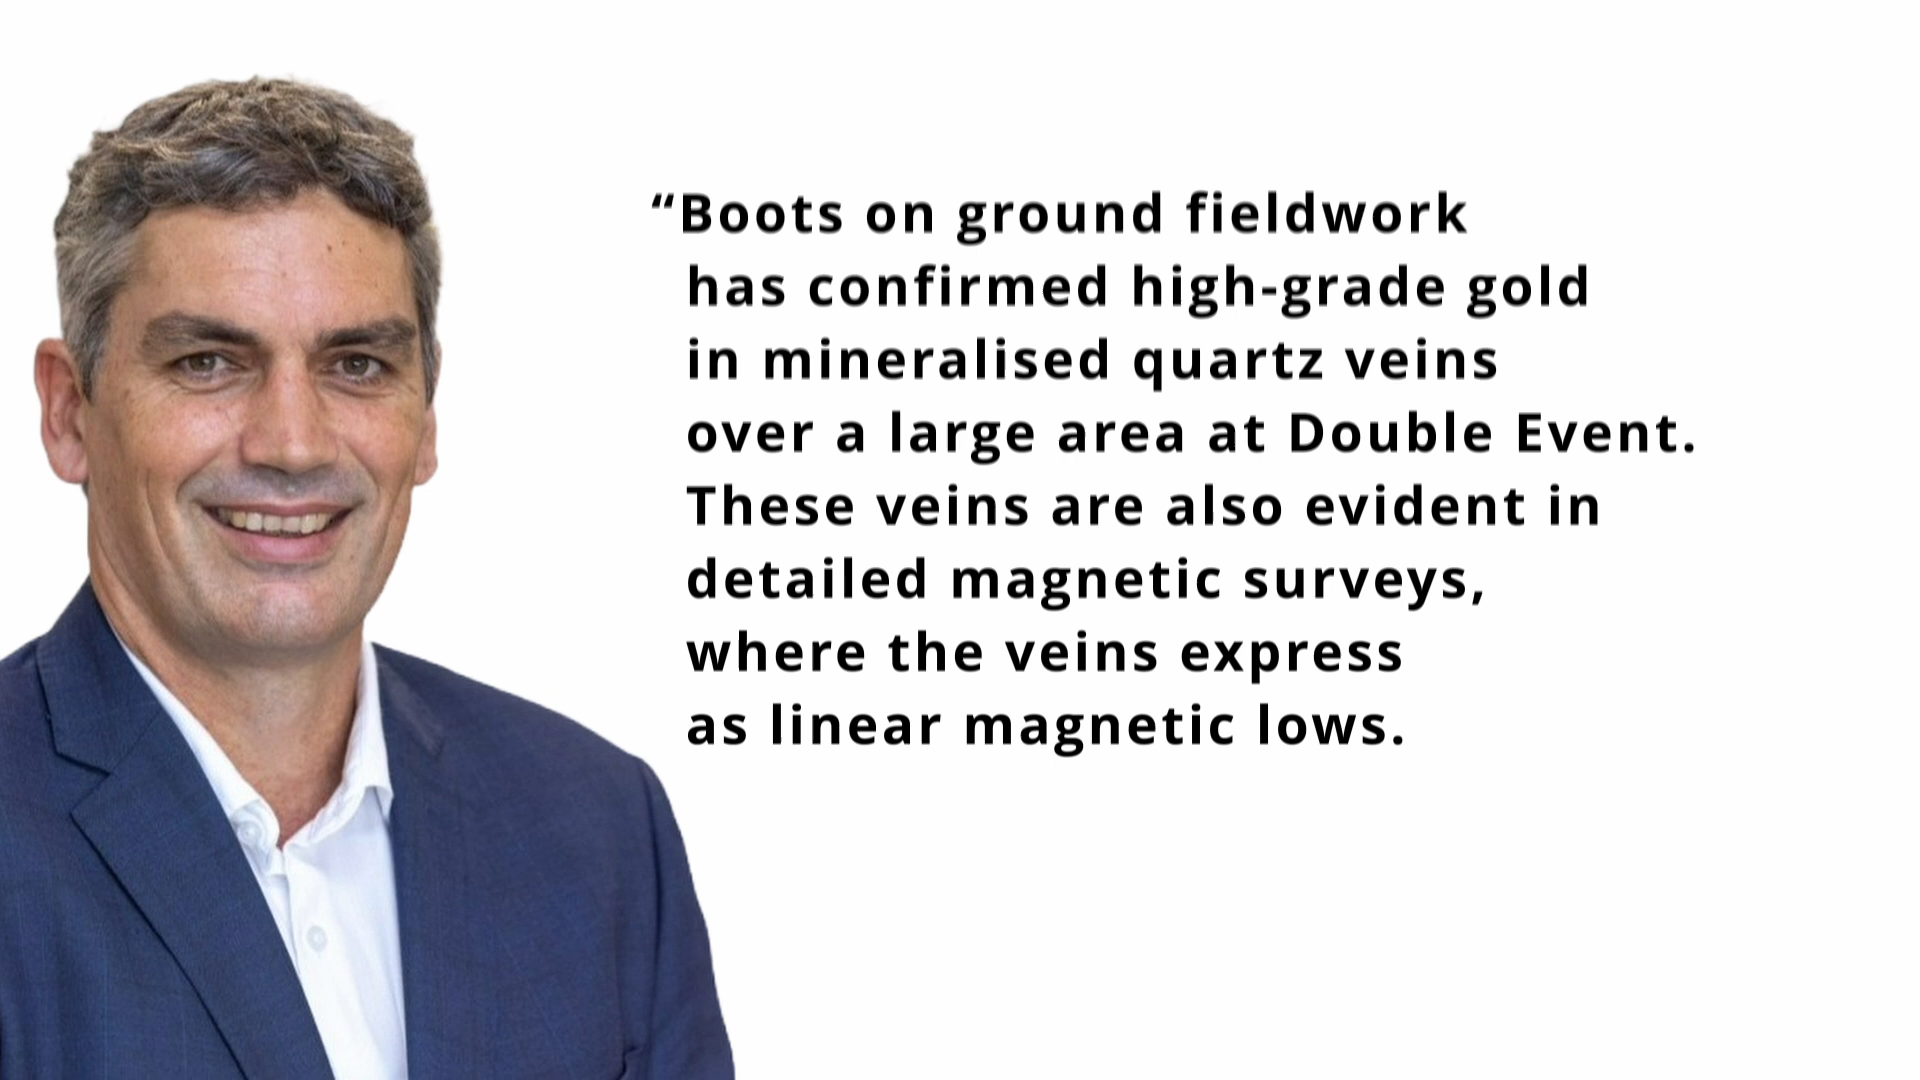 “Boots on ground fieldwork
has confirmed high-grade gold
in mineralised quartz veins
over a large area at Double Event.
These veins are also evident in
detailed magnetic surveys,
where the veins express
as linear magnetic lows.